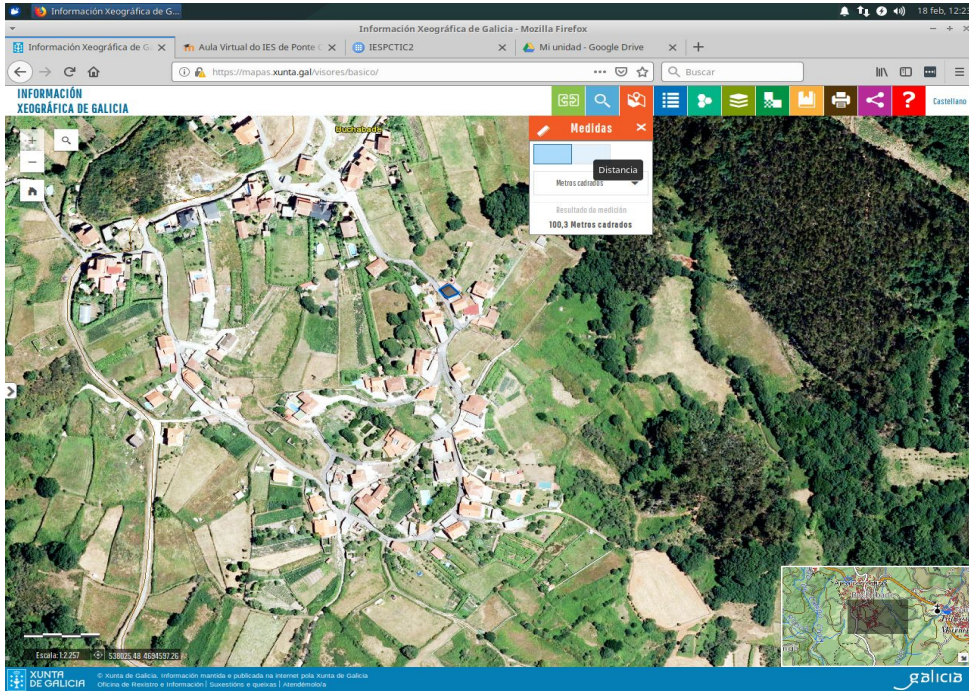 Información Xeográfica de G...
18 feb, 12:23
Información Xeográfica de Galicia - Mozilla Firefox
Información Xeográfica de G
Aula Virtual do IES de Ponte
IESPCTIC2
Mi unidad - Google Drive
https://mapas.xunta.gal/visores/basico/
Buscar
INFORMACIÓN
XEOGRÁFICA DE GALICIA
Castellano
Medidas
Distancia
Metros cadrados
Resultado da medición
100,3 Metros cadrados
Escala: 1:2.257
538025.48 4694597.26
XUNTA
DE GALICIA
© Xunta de Galicia. Información mantida e publicada na internet pola Xunta de Galicia
Oficina de Rexistro e Información | Suxestións e queixas | Atendémolo/a
galicia